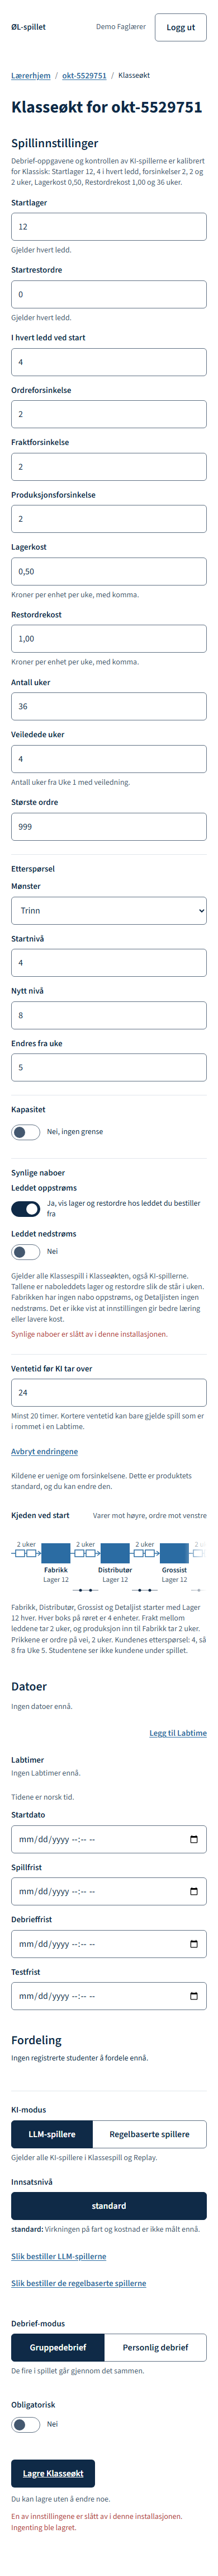 ØL-spillet
Demo Faglærer
Logg ut
Lærerhjem / okt-5529751 / Klasseøkt
Klasseøkt for okt-5529751
Spillinnstillinger
Debrief-oppgavene og kontrollen av KI-spillerne er kalibrert
for Klassisk: Startlager 12, 4 i hvert ledd, forsinkelser 2, 2 og
2 uker, Lagerkost 0,50, Restordrekost 1,00 og 36 uker.
Startlager
12
Gjelder hvert ledd.
Startrestordre
0
Gjelder hvert ledd.
I hvert ledd ved start
4
Ordreforsinkelse
2
Fraktforsinkelse
2
Produksjonsforsinkelse
2
Lagerkost
0,50
Kroner per enhet per uke, med komma.
Restordrekost
1,00
Kroner per enhet per uke, med komma.
Antall uker
36
Veiledede uker
4
Antall uker fra Uke 1 med veiledning.
Største ordre
999
Etterspørsel
Mønster
Trinn
Startnivå
4
Nytt nivå
8
Endres fra uke
5
Kapasitet
Nei, ingen grense
Synlige naboer
Leddet oppstrøms
Ja, vis lager og restordre hos leddet du bestiller
fra
Leddet nedstrøms
Nei
Gjelder alle Klassespill i Klasseøkten, også KI-spillerne.
Tallene er naboleddets lager og restordre slik de står i uken.
Fabrikken har ingen nabo oppstrøms, og Detaljisten ingen
nedstrøms. Det er ikke vist at innstillingen gir bedre læring
eller lavere kost.
Synlige naboer er slått av i denne installasjonen.
Ventetid før KI tar over
24
Minst 20 timer. Kortere ventetid kan bare gjelde spill som er
i rommet i en Labtime.
Avbryt endringene
Kildene er uenige om forsinkelsene. Dette er produktets
standard, og du kan endre den.
Kjeden ved start
Varer mot høyre, ordre mot venstre
2 uker
2 uker
2 uker
Fabrikk
Distributør
Grossist
Lager 12
Lager 12
Lager 12
Fabrikk, Distributør, Grossist og Detaljist starter med Lager
12 hver. Hver boks på røret er 4 enheter. Frakt mellom
leddene tar 2 uker, og produksjon inn til Fabrikk tar 2 uker.
Prikkene er ordre på vei, 2 uker. Kundenes etterspørsel: 4, så
8 fra Uke 5. Studentene ser ikke kundene under spillet.
Datoer
Ingen datoer ennå.
Legg til Labtime
Labtimer
Ingen Labtimer ennå.
Tidene er norsk tid.
Startdato
mm/dd/yyyy --:-- --
Spillfrist
mm/dd/yyyy --:-- --
Debrieffrist
mm/dd/yyyy --:-- --
Testfrist
mm/dd/yyyy --:-- --
Fordeling
Ingen registrerte studenter å fordele ennå.
KI-modus
LLM-spillere
Regelbaserte spillere
Gjelder alle KI-spillere i Klassespill og Replay.
Innsatsnivå
standard
standard: Virkningen på fart og kostnad er ikke målt ennå.
Slik bestiller LLM-spillerne
Slik bestiller de regelbaserte spillerne
Debrief-modus
Gruppedebrief
Personlig debrief
De fire i spillet går gjennom det sammen.
Obligatorisk
Nei
Lagre Klasseøkt
Du kan lagre uten å endre noe.
En av innstillingene er slått av i denne installasjonen.
Ingenting ble lagret.